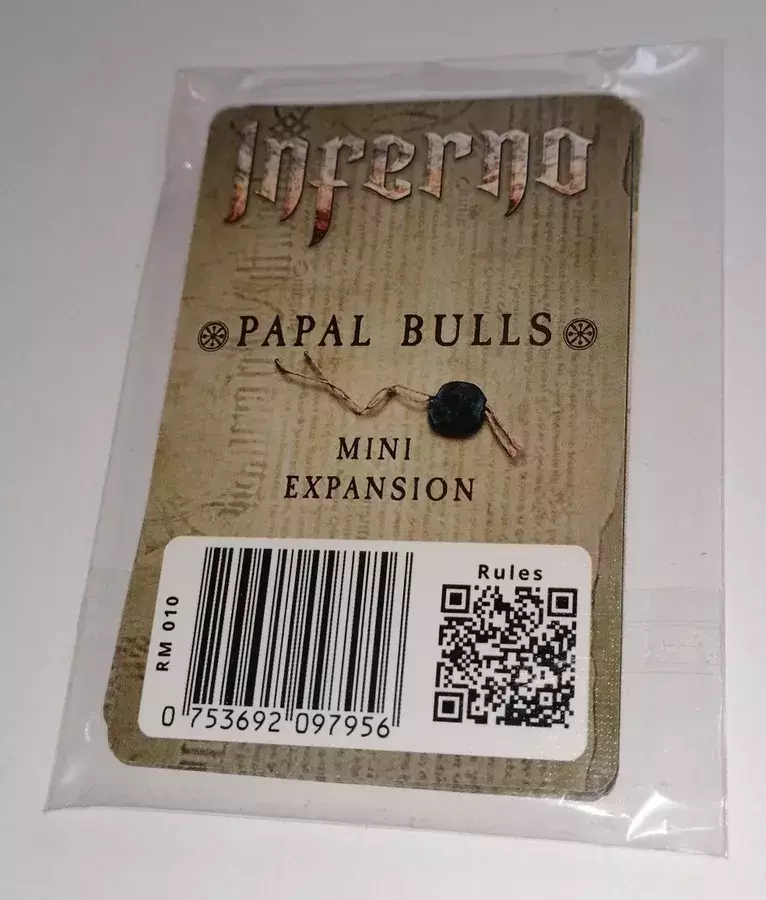 Inferno
PAPAL BULLS
MINI
EXPANSION
Rules
RM 010
0 753692 097956